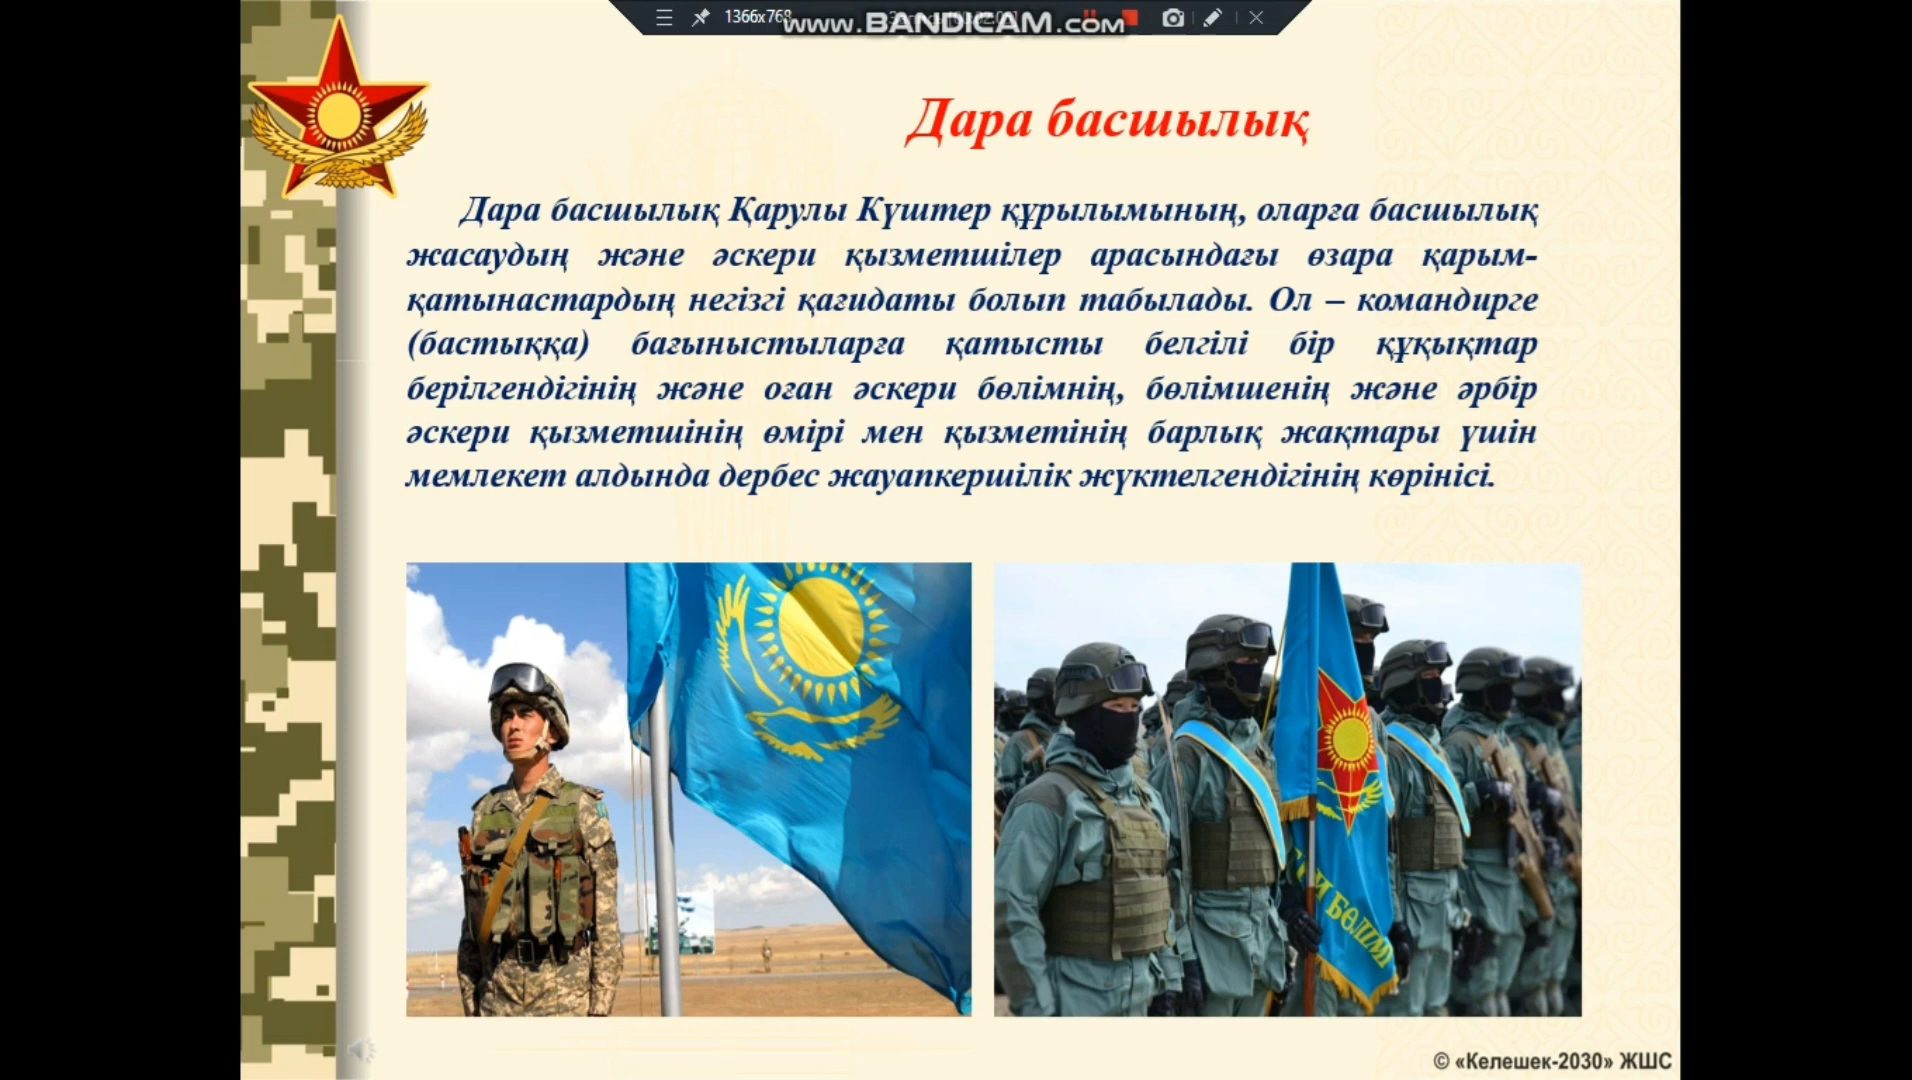 1366x768
www.BANDICAM.com
Дара басшылық
Дара басшылық Қарулы Күштер құрылымының, оларға басшылық
жасаудың және әскери қызметшілер арасындағы өзара қарым-
қатынастардың негізгі қағидаты болып табылады. Ол – командирге
(бастыққа) бағыныстыларға қатысты белгілі бір құқықтар
берілгендігінің және оған әскери бөлімнің, бөлімшенің және әрбір
әскери қызметшінің өмірі мен қызметінің барлық жақтары үшін
мемлекет алдында дербес жауапкершілік жүктелгендігінің көрінісі.
БӨЛІМІ
© «Келешек-2030» ЖШС